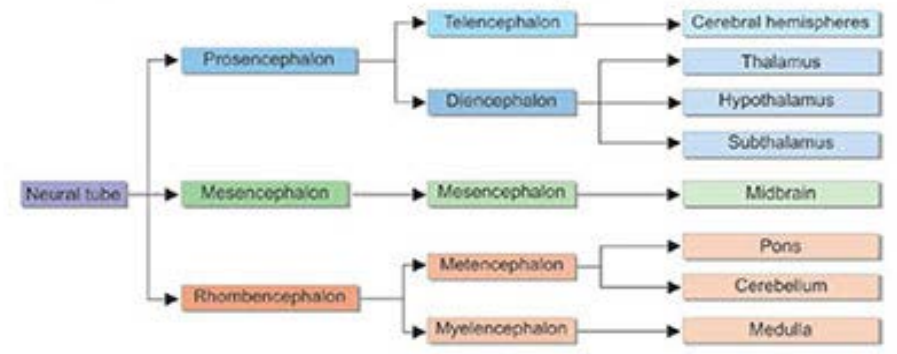 Telencephalon
Cerebral hemispheres
Prosencephalon
Thalamus
Diencephalon
Hypothalamus
Subthalamus
Neural tube
Mesencephalon
Mesencephalon
Midbrain
Pons
Metencephalon
Cerebellum
Rhombencephalon
Myelencephalon
Medulla